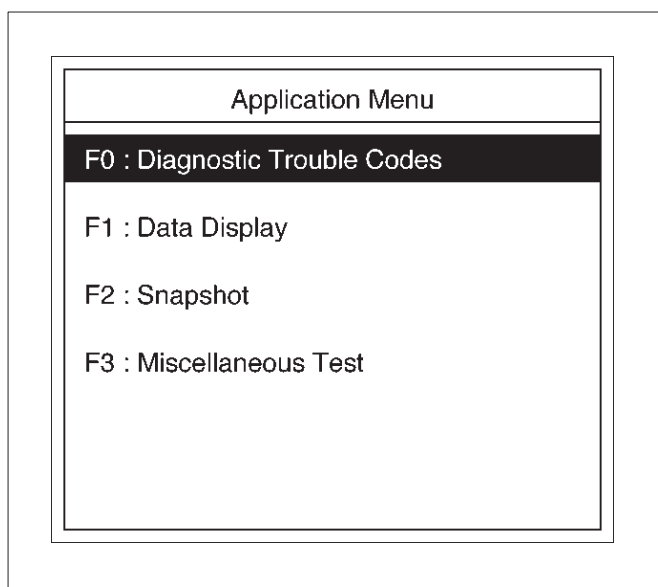 Application Menu
F0 : Diagnostic Trouble Codes
F1 : Data Display
F2 : Snapshot
F3 : Miscellaneous Test